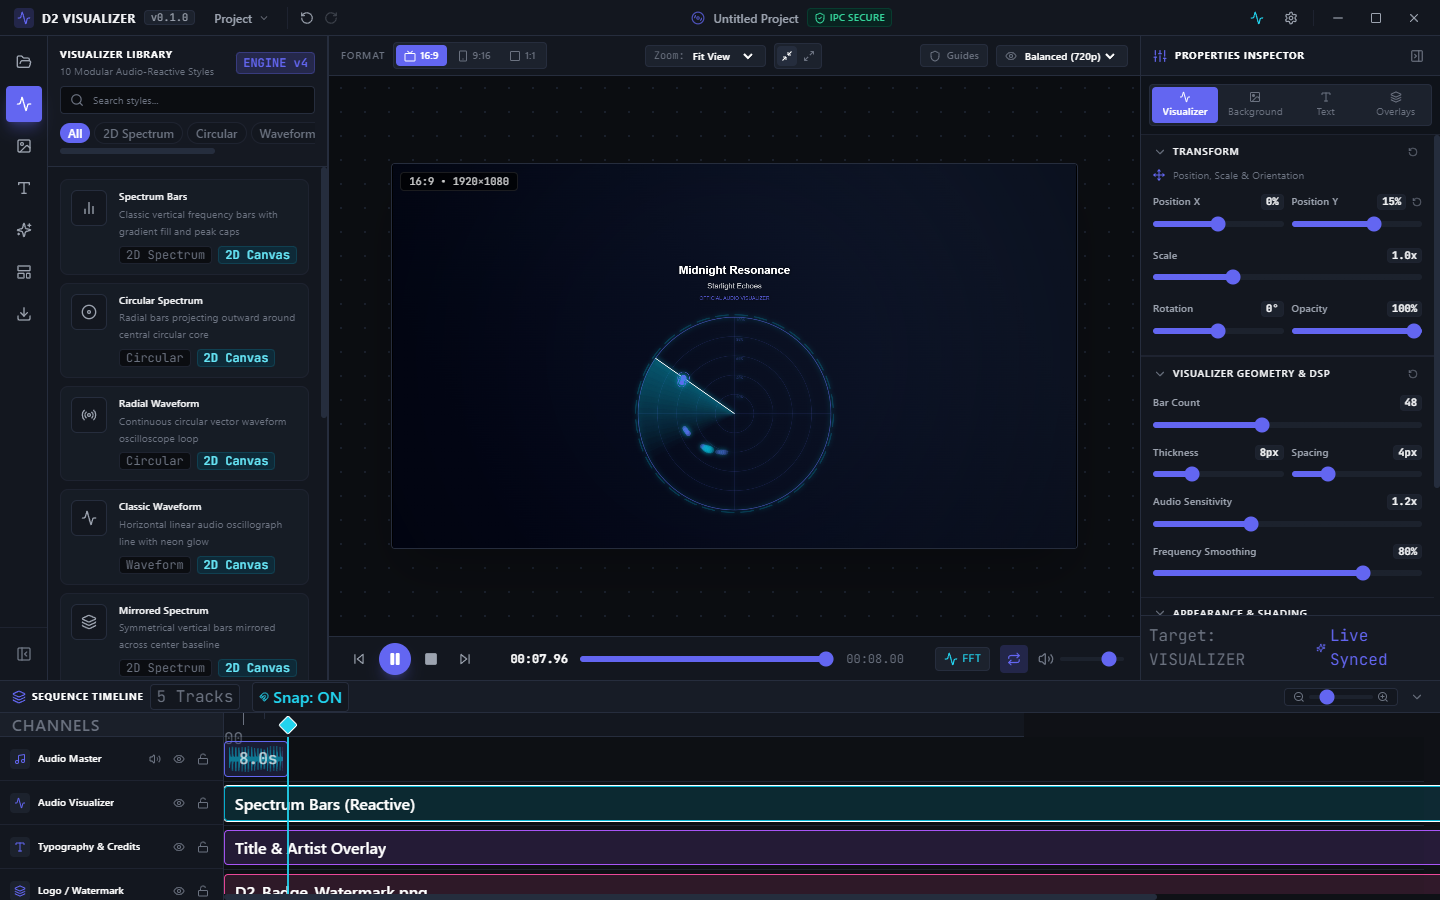 D2 VISUALIZER v0.1.0 Project Untitled Project IPC SECURE
VISUALIZER LIBRARY
10 Modular Audio-Reactive Styles
ENGINE v4
Search styles...
All 2D Spectrum Circular Waveform
Spectrum Bars
Classic vertical frequency bars with
gradient fill and peak caps
2D Spectrum 2D Canvas
Circular Spectrum
Radial bars projecting outward around
central circular core
Circular 2D Canvas
Radial Waveform
Continuous circular vector waveform
oscilloscope loop
Circular 2D Canvas
Classic Waveform
Horizontal linear audio oscillograph
line with neon glow
Waveform 2D Canvas
Mirrored Spectrum
Symmetrical vertical bars mirrored
across center baseline
2D Spectrum 2D Canvas
FORMAT 16:9 9:16 1:1 Zoom: Fit View Guides Balanced (720p)
16:9 • 1920×1080
Midnight Resonance
Starlight Echoes
OFFICIAL AUDIO VISUALIZER
00:07.96 00:08.00 FFT
PROPERTIES INSPECTOR
Visualizer Background Text Overlays
TRANSFORM
Position, Scale & Orientation
Position X 0% Position Y 15%
Scale 1.0x
Rotation 0° Opacity 100%
VISUALIZER GEOMETRY & DSP
Bar Count 48
Thickness 8px Spacing 4px
Audio Sensitivity 1.2x
Frequency Smoothing 80%
APPEARANCE & SHADING
Target: VISUALIZER
Live Synced
SEQUENCE TIMELINE 5 Tracks Snap: ON
CHANNELS
00
Audio Master 8.0s
Audio Visualizer Spectrum Bars (Reactive)
Typography & Credits Title & Artist Overlay
Logo / Watermark D2_Badge_Watermark.png